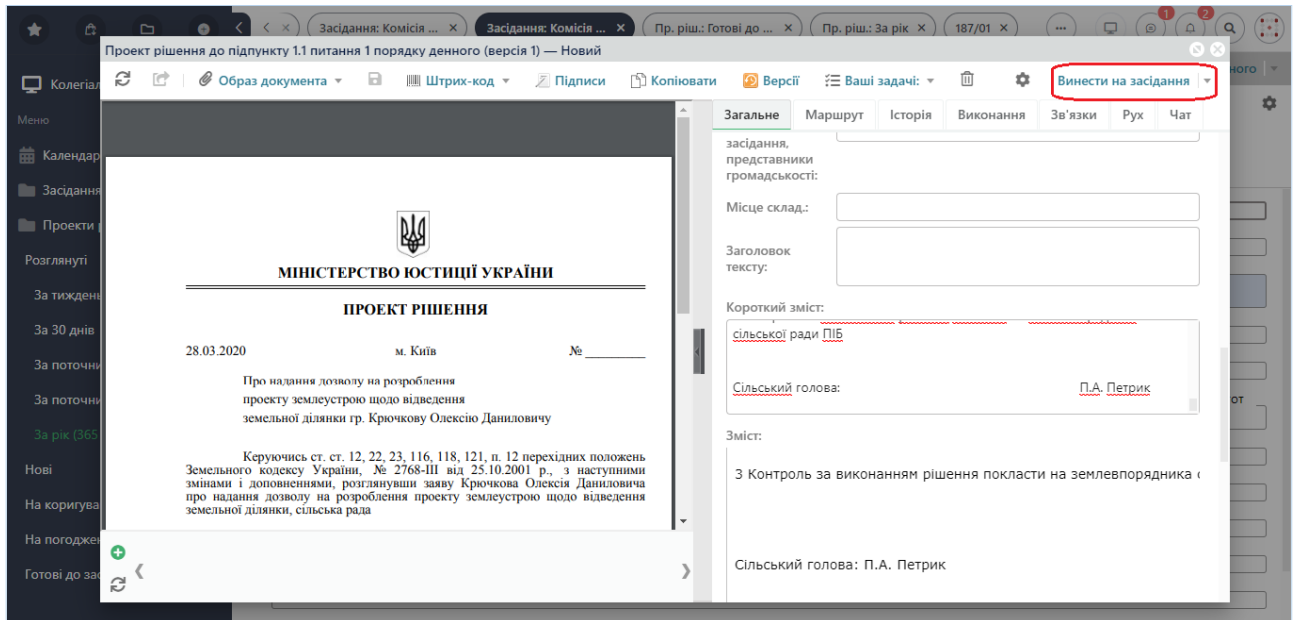 < × )
Засідання: Комісія ... ×
Засідання: Комісія ... ×
Пр. ріш.: Готові до ... ×
Пр. ріш.: За рік ×
187/01 ×
...
1
2
Проект рішення до підпункту 1.1 питання 1 порядку денного (версія 1) — Новий
Образ документа
Штрих-код
Підписи
Копіювати
Версії
Ваші задачі:
Винести на засідання
ного
Меню
Календар
Засідання
Проекти
Розглянуті
За тиждень
За 30 днів
За поточн
За поточн
За рік (365
Нові
На коригува
На погоджен
Готові до зас
МІНІСТЕРСТВО ЮСТИЦІЇ УКРАЇНИ
ПРОЕКТ РІШЕННЯ
28.03.2020 м. Київ № _________
Про надання дозволу на розроблення
проекту землеустрою щодо відведення
земельної ділянки гр. Крючкову Олексію Даниловичу
Керуючись ст. ст. 12, 22, 23, 116, 118, 121, п. 12 перехідних положень
Земельного кодексу України, № 2768-III від 25.10.2001 р., з наступними
змінами і доповненнями, розглянувши заяву Крючкова Олексія Даниловича
про надання дозволу на розроблення проекту землеустрою щодо відведення
земельної ділянки, сільська рада
Загальне Маршрут Історія Виконання Зв'язки Рух Чат
засідання,
представники
громадськості:
Місце склад.:
Заголовок
тексту:
Короткий зміст:
сільської ради ПІБ
Сільський голова: П.А. Петрик
Зміст:
3 Контроль за виконанням рішення покласти на землевпорядника с
Сільський голова: П.А. Петрик
от